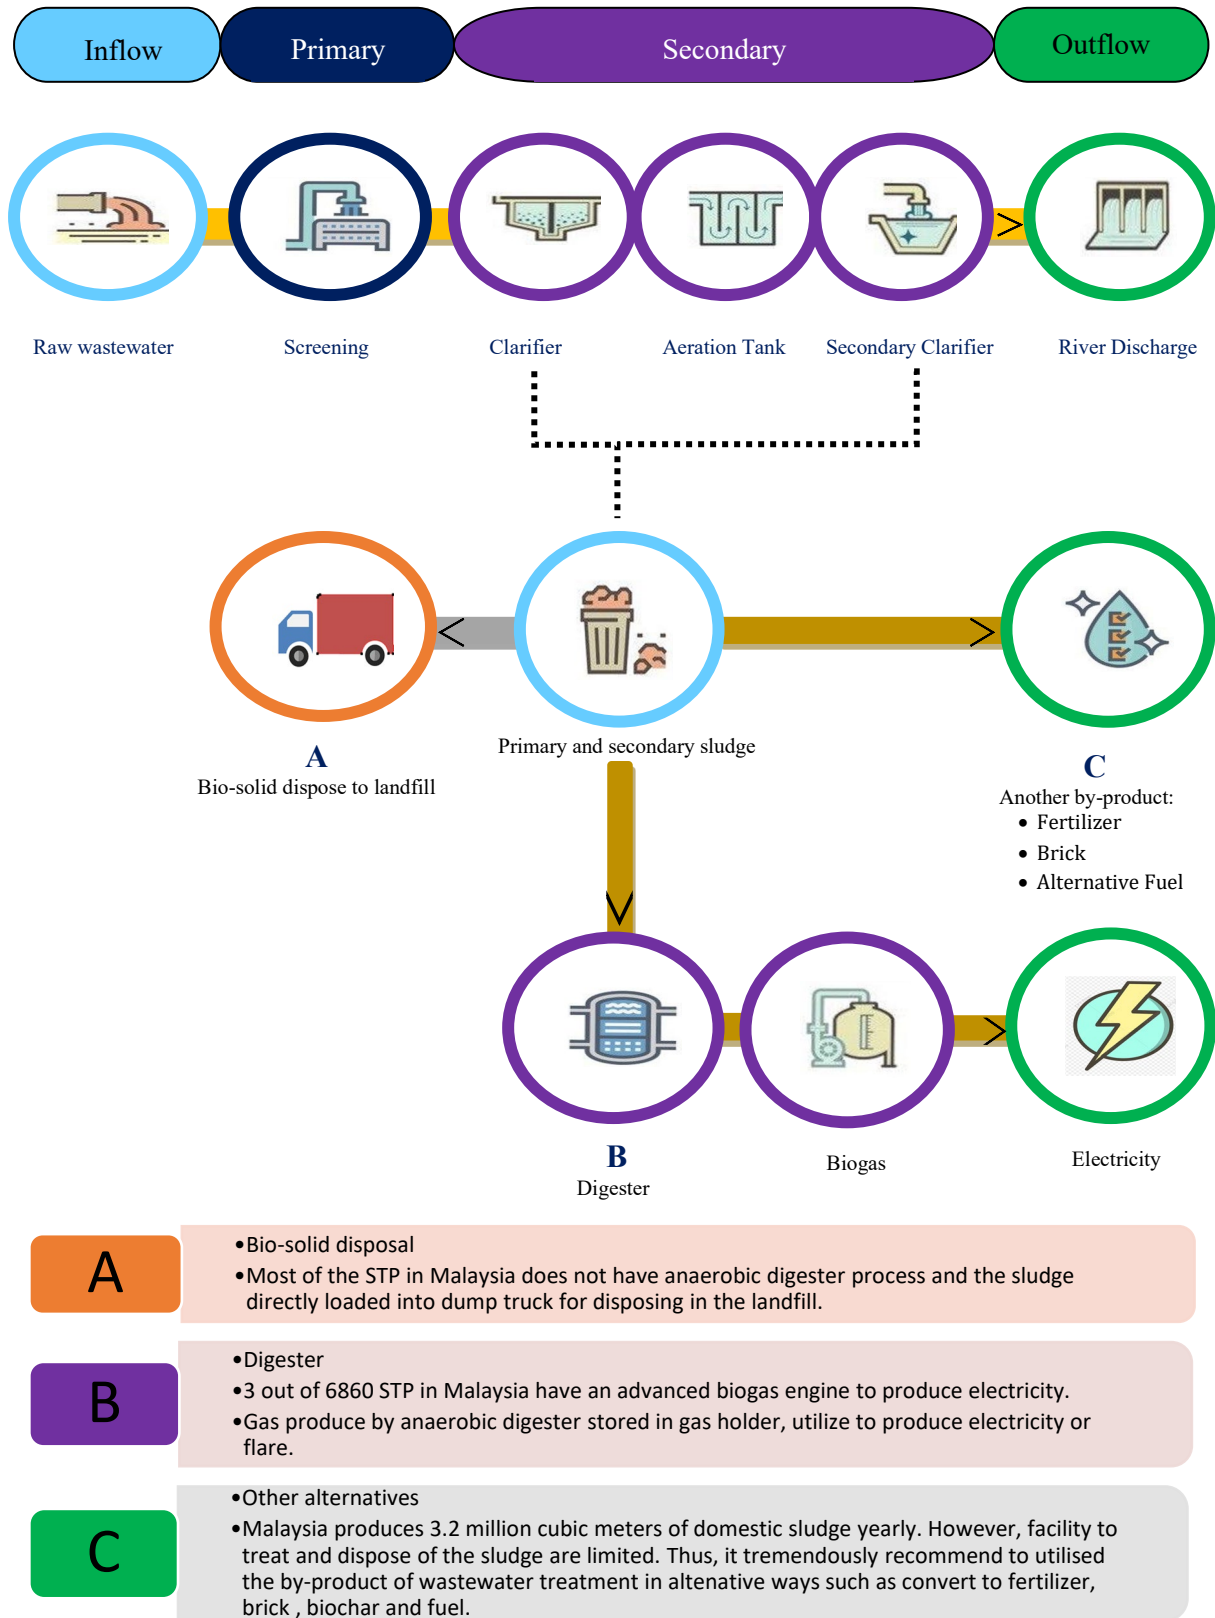 Inflow
Primary
Secondary
Outflow
Raw wastewater
Screening
Clarifier
Aeration Tank
Secondary Clarifier
River Discharge
A
Bio-solid dispose to landfill
Primary and secondary sludge
C
Another by-product:
• Fertilizer
• Brick
• Alternative Fuel
B
Digester
Biogas
Electricity
A
•Bio-solid disposal
•Most of the STP in Malaysia does not have anaerobic digester process and the sludge
directly loaded into dump truck for disposing in the landfill.
B
•Digester
•3 out of 6860 STP in Malaysia have an advanced biogas engine to produce electricity.
•Gas produce by anaerobic digester stored in gas holder, utilize to produce electricity or
flare.
C
•Other alternatives
•Malaysia produces 3.2 million cubic meters of domestic sludge yearly. However, facility to
treat and dispose of the sludge are limited. Thus, it tremendously recommend to utilised
the by-product of wastewater treatment in altenative ways such as convert to fertilizer,
brick , biochar and fuel.